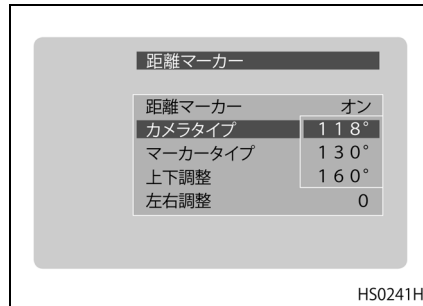 距離マーカー
距離マーカー オン
カメラタイプ 118°
マーカータイプ 130°
上下調整 160°
左右調整 0
HS0241H